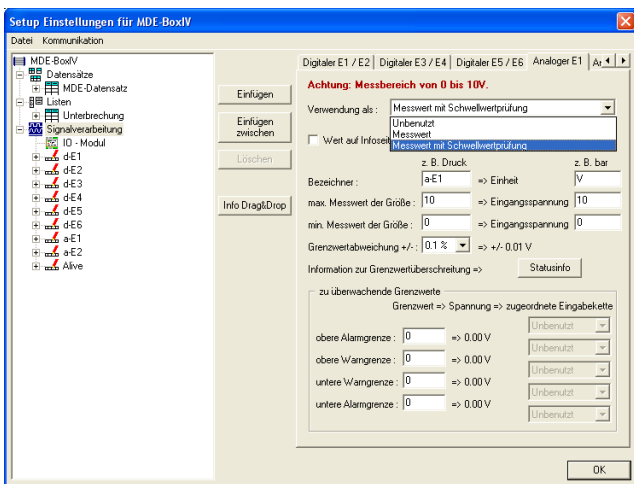 Setup Einstellungen für MDE-BoxIV
Datei Kommunikation
MDE-BoxIV
Datensätze
MDE-Datensatz
Listen
Unterbrechung
Signalverarbeitung
IO - Modul
d-E1
d-E2
d-E3
d-E4
d-E5
d-E6
a-E1
a-E2
Alive
Einfügen
Einfügen
zwischen
Löschen
Info Drag&Drop
Digitaler E1 / E2 Digitaler E3 / E4 Digitaler E5 / E6 Analoger E1
Achtung: Messbereich von 0 bis 10V.
Verwendung als : Messwert mit Schwellwertprüfung
Unbenutzt
Messwert
Messwert mit Schwellwertprüfung
Wert auf Infoseit
z. B. Druck z. B. bar
Bezeichner : a-E1 => Einheit V
max. Messwert der Größe : 10 => Eingangsspannung 10
min. Messwert der Größe : 0 => Eingangsspannung 0
Grenzwertabweichung +/- : 0.1 % => +/- 0.01 V
Information zur Grenzwertüberschreitung => Statusinfo
zu überwachende Grenzwerte
Grenzwert => Spannung => zugeordnete Eingabekette
obere Alarmgrenze : 0 => 0.00 V Unbenutzt
obere Warngrenze : 0 => 0.00 V Unbenutzt
untere Warngrenze : 0 => 0.00 V Unbenutzt
untere Alarmgrenze : 0 => 0.00 V Unbenutzt
Unbenutzt
OK